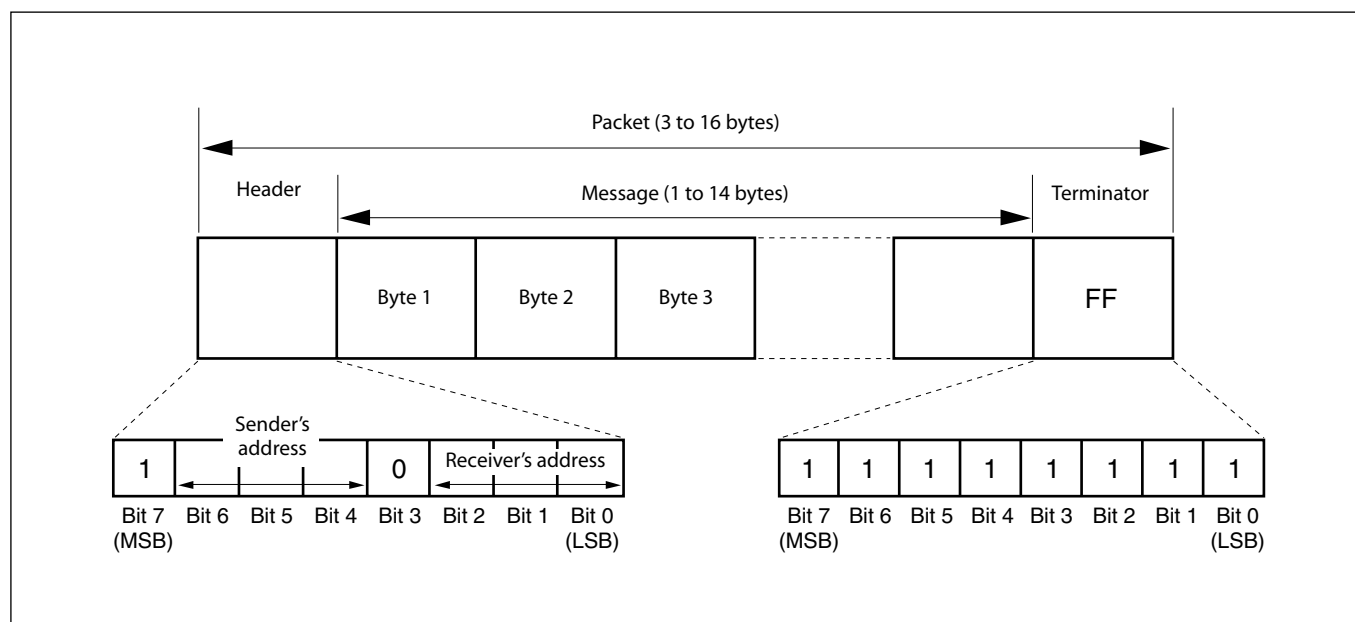 Packet (3 to 16 bytes)
Header
Message (1 to 14 bytes)
Terminator
Byte 1
Byte 2
Byte 3
FF
Sender’s
address
1
0
Receiver’s address
Bit 7
Bit 6
Bit 5
Bit 4
Bit 3
Bit 2
Bit 1
Bit 0
(MSB)
(LSB)
1 1 1 1 1 1 1 1
Bit 7
Bit 6
Bit 5
Bit 4
Bit 3
Bit 2
Bit 1
Bit 0
(MSB)
(LSB)